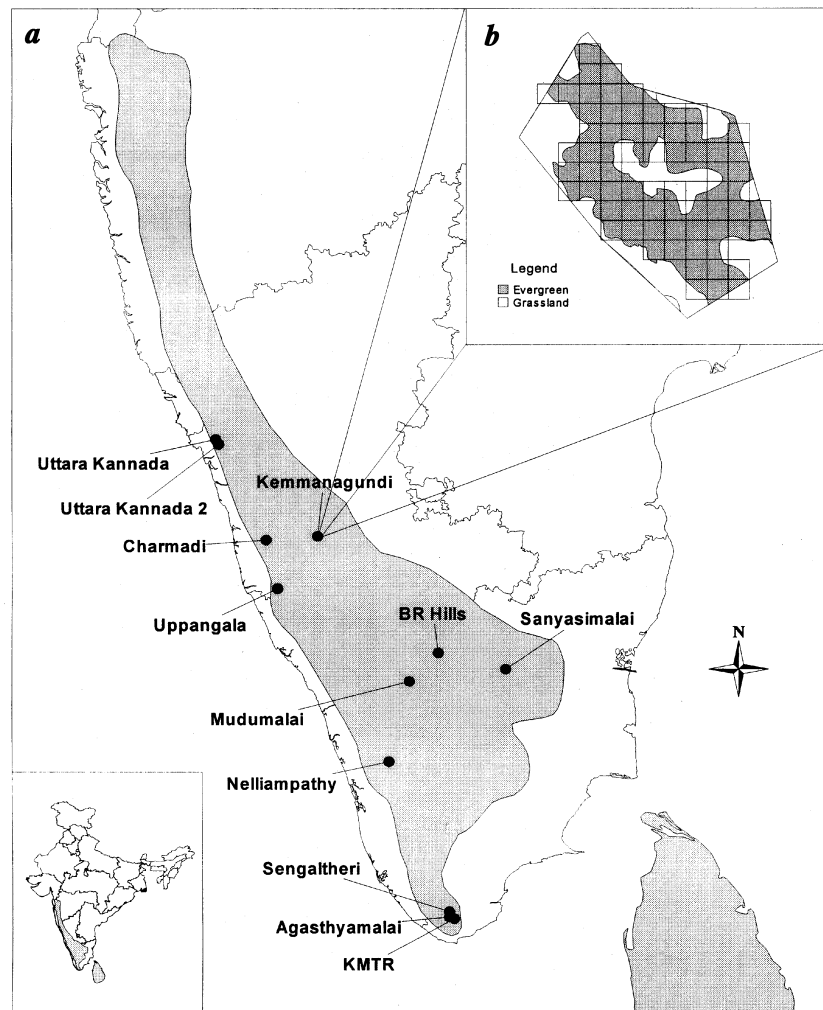 a
b
Legend
Evergreen
Grassland
Uttara Kannada
Kemmanagundi
Uttara Kannada 2
Charmadi
BR Hills
Sanyasimalai
Uppangala
N
Mudumalai
Nelliampathy
Sengaltheri
Agasthyamalai
KMTR